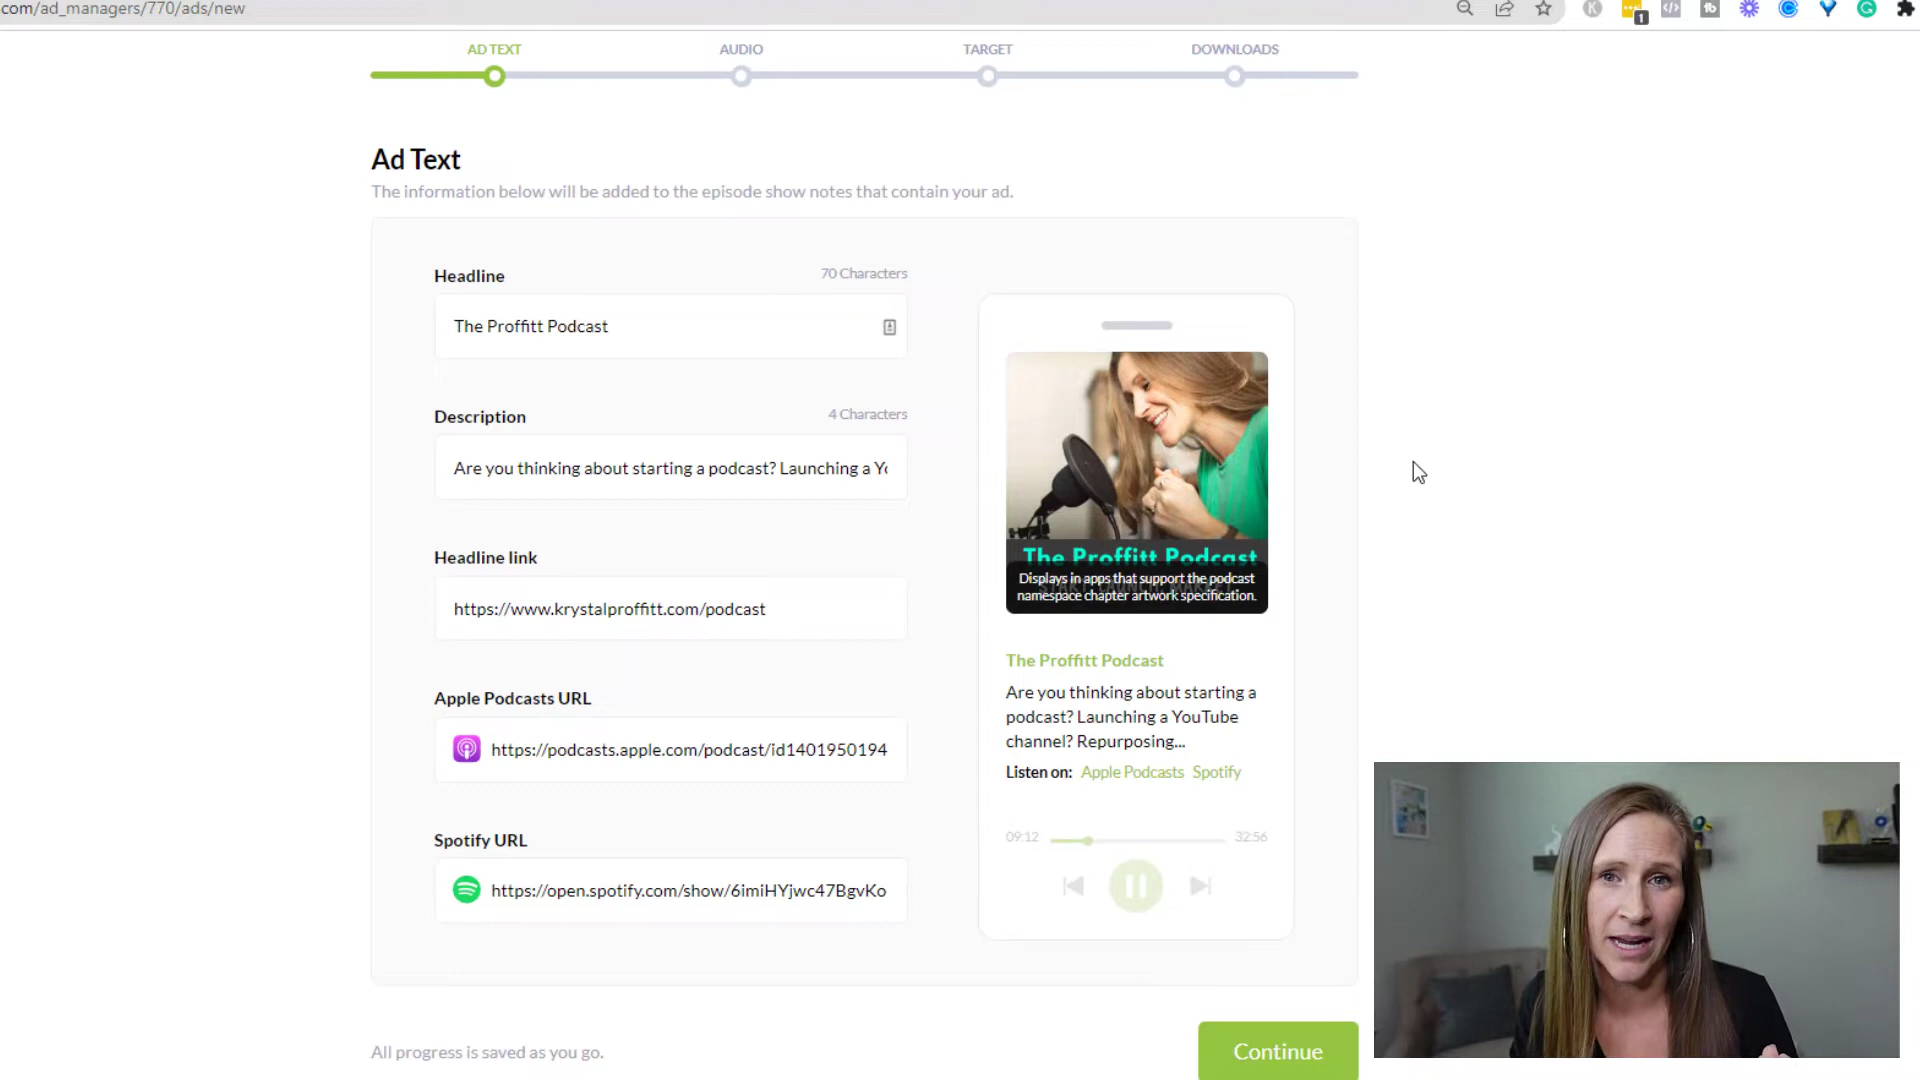 com/ad_managers/770/ads/new
1
AD TEXT
AUDIO
TARGET
DOWNLOADS
Ad Text
The information below will be added to the episode show notes that contain your ad.
Headline
70 Characters
The Proffitt Podcast
Description
4 Characters
Are you thinking about starting a podcast? Launching a Yo
Headline link
https://www.krystalproffitt.com/podcast
Apple Podcasts URL
https://podcasts.apple.com/podcast/id1401950194
Spotify URL
https://open.spotify.com/show/6imiHYjwc47BgvKo
The Proffitt Podcast
Displays in apps that support the podcast
namespace chapter artwork specification.
The Proffitt Podcast
Are you thinking about starting a
podcast? Launching a YouTube
channel? Repurposing...
Listen on: Apple Podcasts Spotify
09:12
32:56
All progress is saved as you go.
Continue